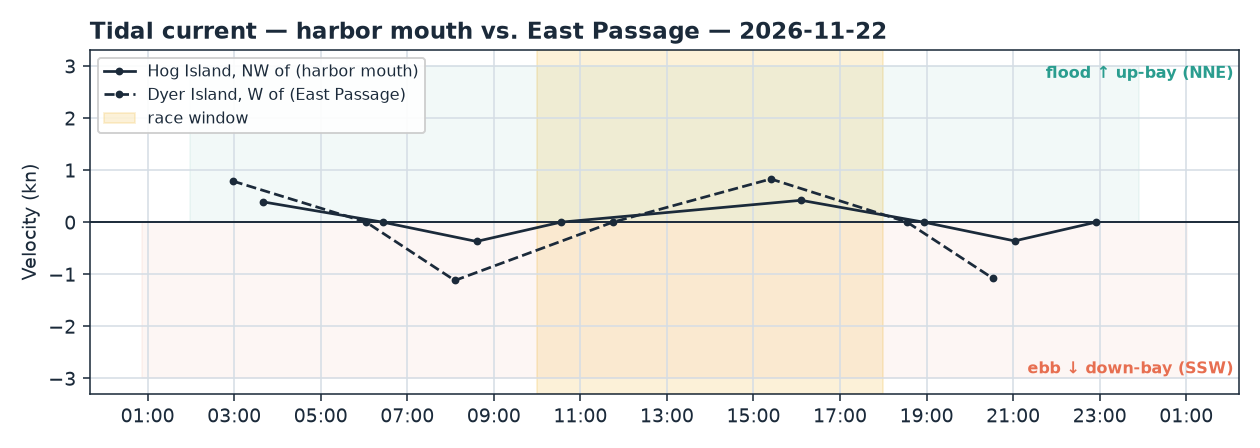 Tidal current — harbor mouth vs. East Passage — 2026-11-22
Hog Island, NW of (harbor mouth)
Dyer Island, W of (East Passage)
race window
flood ↑ up-bay (NNE)
ebb ↓ down-bay (SSW)
Velocity (kn)
3
2
1
0
−1
−2
−3
01:00 03:00 05:00 07:00 09:00 11:00 13:00 15:00 17:00 19:00 21:00 23:00 01:00